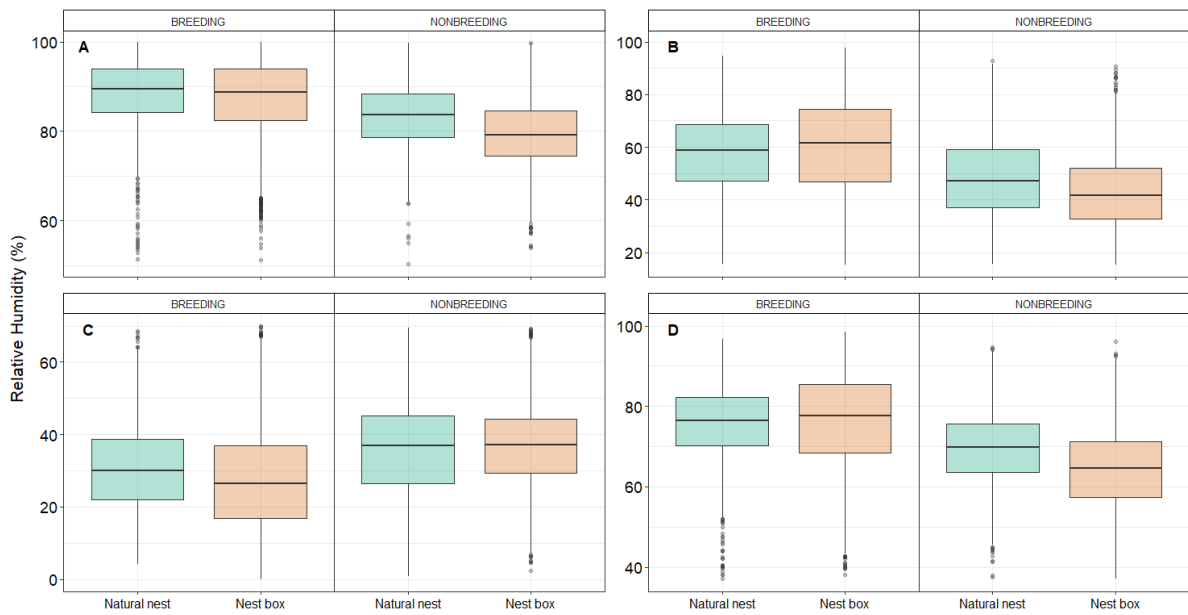 BREEDING NONBREEDING BREEDING NONBREEDING
A B
100 100
80 80
60 60
40
20
Relative Humidity (%)
BREEDING NONBREEDING BREEDING NONBREEDING
C D
60 100
40 80
20 60
0 40
Natural nest Nest box Natural nest Nest box Natural nest Nest box Natural nest Nest box